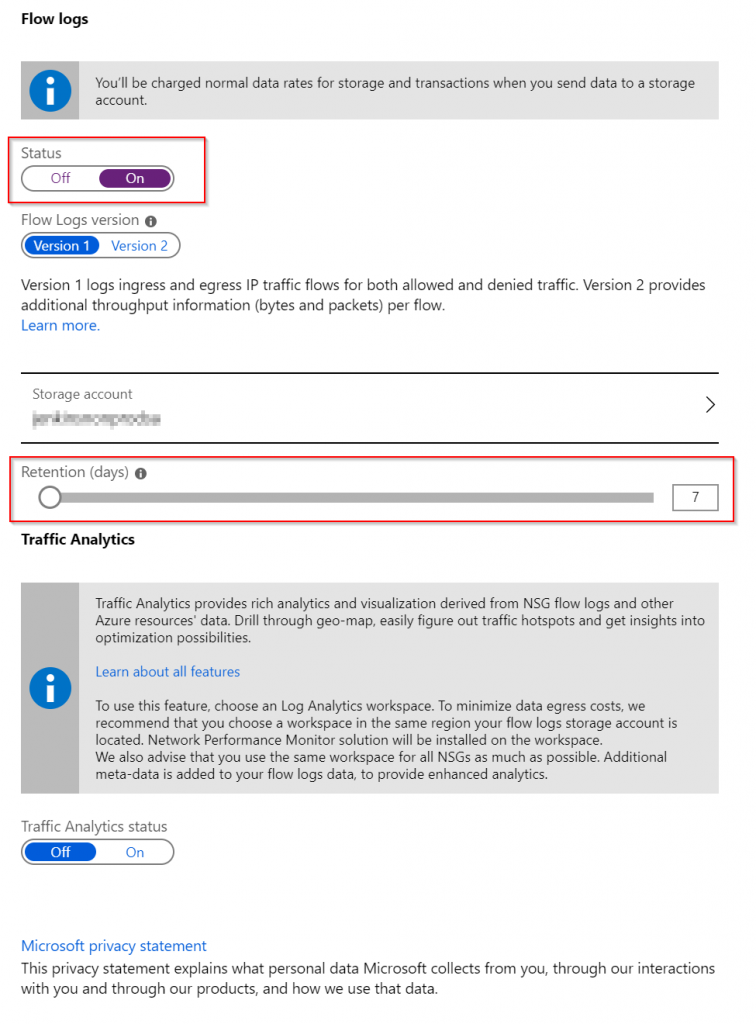 Flow logs
You'll be charged normal data rates for storage and transactions when you send data to a storage
account.
Status
Off On
Flow Logs version
Version 1 Version 2
Version 1 logs ingress and egress IP traffic flows for both allowed and denied traffic. Version 2 provides
additional throughput information (bytes and packets) per flow.
Learn more.
Storage account
Retention (days)
7
Traffic Analytics
Traffic Analytics provides rich analytics and visualization derived from NSG flow logs and other
Azure resources' data. Drill through geo-map, easily figure out traffic hotspots and get insights into
optimization possibilities.
Learn about all features
To use this feature, choose an Log Analytics workspace. To minimize data egress costs, we
recommend that you choose a workspace in the same region your flow logs storage account is
located. Network Performance Monitor solution will be installed on the workspace.
We also advise that you use the same workspace for all NSGs as much as possible. Additional
meta-data is added to your flow logs data, to provide enhanced analytics.
Traffic Analytics status
Off On
Microsoft privacy statement
This privacy statement explains what personal data Microsoft collects from you, through our interactions
with you and through our products, and how we use that data.